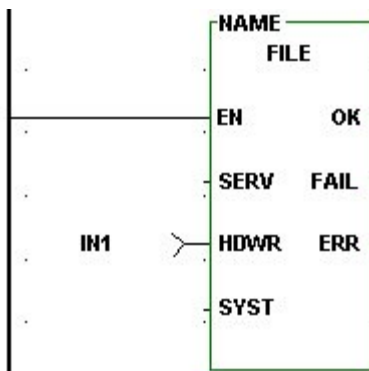 NAME
FILE
EN OK
SERV FAIL
IN1 HDWR ERR
SYST